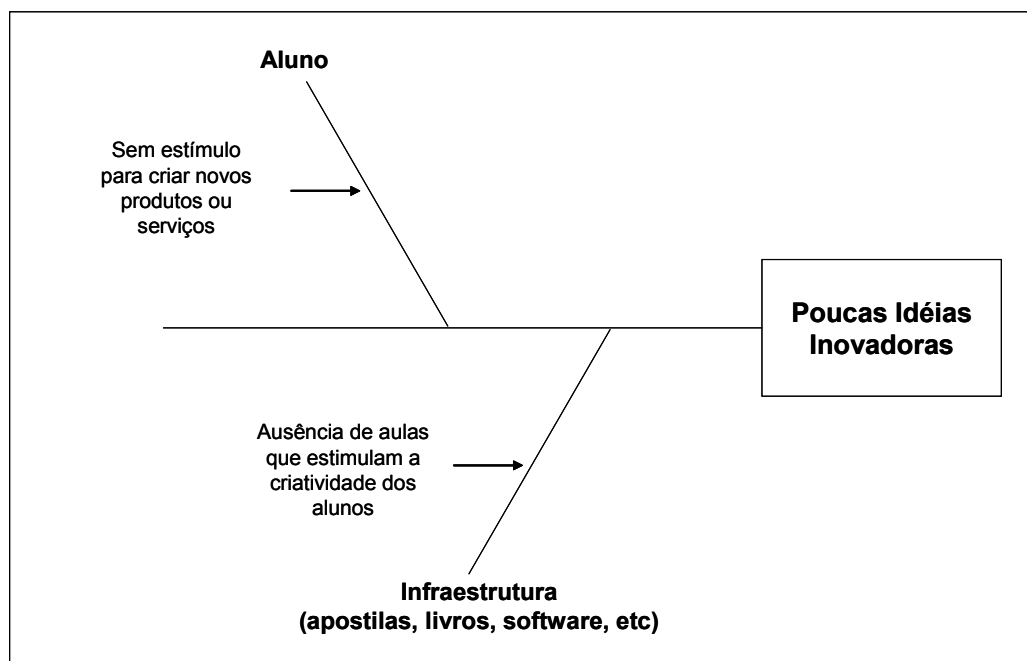 Aluno
Sem estímulo
para criar novos
produtos ou
serviços
Poucas Idéias
Inovadoras
Ausência de aulas
que estimulam a
criatividade dos
alunos
Infraestrutura
(apostilas, livros, software, etc)